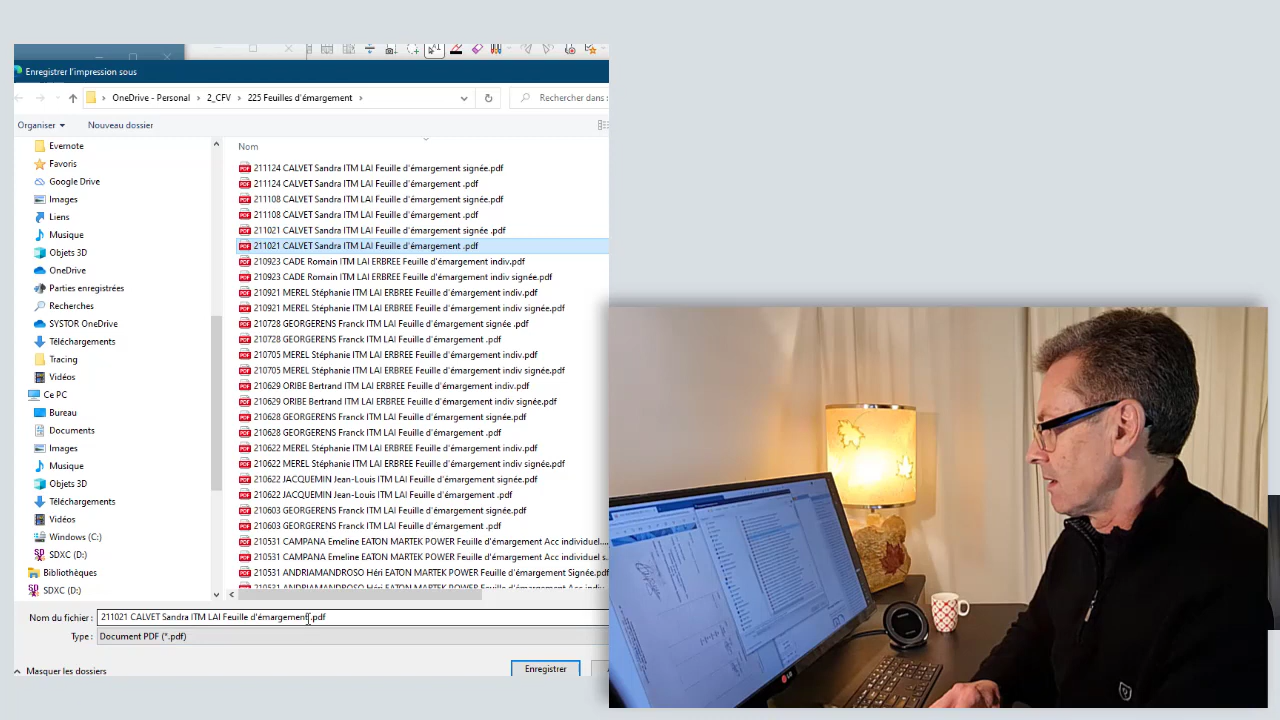 Enregistrer l'impression sous
OneDrive - Personal > 2_CFV > 225 Feuilles d'émargement >
Rechercher dans :
Organiser
Nouveau dossier
Evernote
Favoris
Google Drive
Images
Liens
Musique
Objets 3D
OneDrive
Parties enregistrées
Recherches
SYSTOR OneDrive
Téléchargements
Tracing
Vidéos
Ce PC
Bureau
Documents
Images
Musique
Objets 3D
Téléchargements
Vidéos
Windows (C:)
SDXC (D:)
Bibliothèques
SDXC (D:)
Nom
211124 CALVET Sandra ITM LAI Feuille d'émargement signée.pdf
211124 CALVET Sandra ITM LAI Feuille d'émargement .pdf
211108 CALVET Sandra ITM LAI Feuille d'émargement signée.pdf
211108 CALVET Sandra ITM LAI Feuille d'émargement .pdf
211021 CALVET Sandra ITM LAI Feuille d'émargement signée .pdf
211021 CALVET Sandra ITM LAI Feuille d'émargement .pdf
210923 CADE Romain ITM LAI ERBREE Feuille d'émargement indiv.pdf
210923 CADE Romain ITM LAI ERBREE Feuille d'émargement indiv signée.pdf
210921 MEREL Stéphanie ITM LAI ERBREE Feuille d'émargement indiv.pdf
210921 MEREL Stéphanie ITM LAI ERBREE Feuille d'émargement indiv signée.pdf
210728 GEORGERENS Franck ITM LAI Feuille d'émargement signée .pdf
210728 GEORGERENS Franck ITM LAI Feuille d'émargement .pdf
210705 MEREL Stéphanie ITM LAI ERBREE Feuille d'émargement indiv.pdf
210705 MEREL Stéphanie ITM LAI ERBREE Feuille d'émargement indiv signée.pdf
210629 ORIBE Bertrand ITM LAI ERBREE Feuille d'émargement indiv.pdf
210629 ORIBE Bertrand ITM LAI ERBREE Feuille d'émargement indiv signée.pdf
210628 GEORGERENS Franck ITM LAI Feuille d'émargement signée.pdf
210628 GEORGERENS Franck ITM LAI Feuille d'émargement .pdf
210622 MEREL Stéphanie ITM LAI ERBREE Feuille d'émargement indiv.pdf
210622 MEREL Stéphanie ITM LAI ERBREE Feuille d'émargement indiv signée.pdf
210622 JACQUEMIN Jean-Louis ITM LAI Feuille d'émargement signée.pdf
210622 JACQUEMIN Jean-Louis ITM LAI Feuille d'émargement .pdf
210603 GEORGERENS Franck ITM LAI Feuille d'émargement signée.pdf
210603 GEORGERENS Franck ITM LAI Feuille d'émargement .pdf
210531 CAMPANA Emeline EATON MARTEK POWER Feuille d'émargement Acc individuel....
210531 CAMPANA Emeline EATON MARTEK POWER Feuille d'émargement Acc individuel s...
210531 ANDRIAMANDROSO Héri EATON MARTEK POWER Feuille d'émargement Signée.pdf
210531 ANDRIAMANDROSO Héri EATON MARTEK POWER Feuille d'émargement
Nom du fichier : 211021 CALVET Sandra ITM LAI Feuille d'émargement .pdf
Type : Document PDF (*.pdf)
Masquer les dossiers
Enregistrer
LG